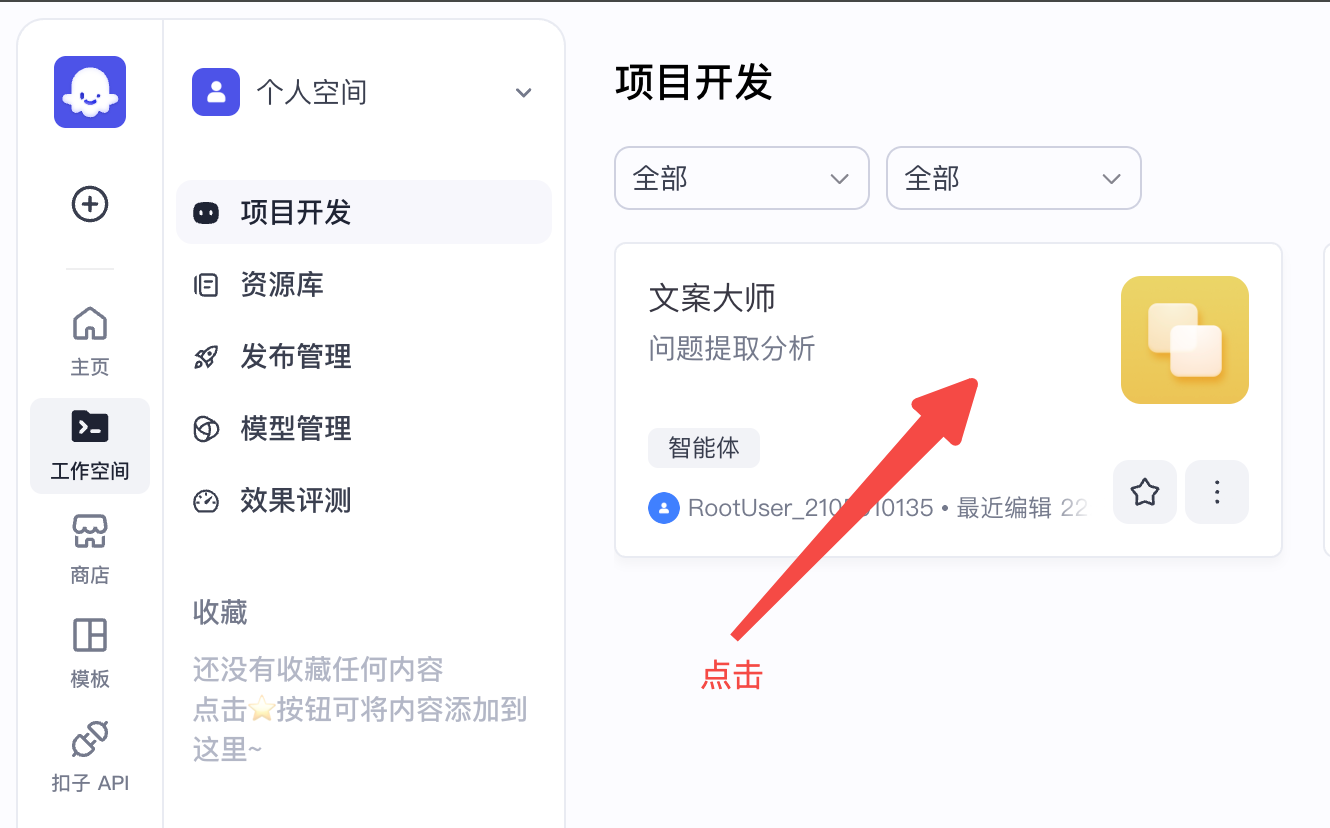 个人空间
项目开发
资源库
发布管理
模型管理
效果评测
收藏
还没有收藏任何内容
点击⭐按钮可将内容添加到
这里~
主页
工作空间
商店
模板
扣子 API
项目开发
全部
全部
文案大师
问题提取分析
智能体
RootUser_210 10135 • 最近编辑 22
点击